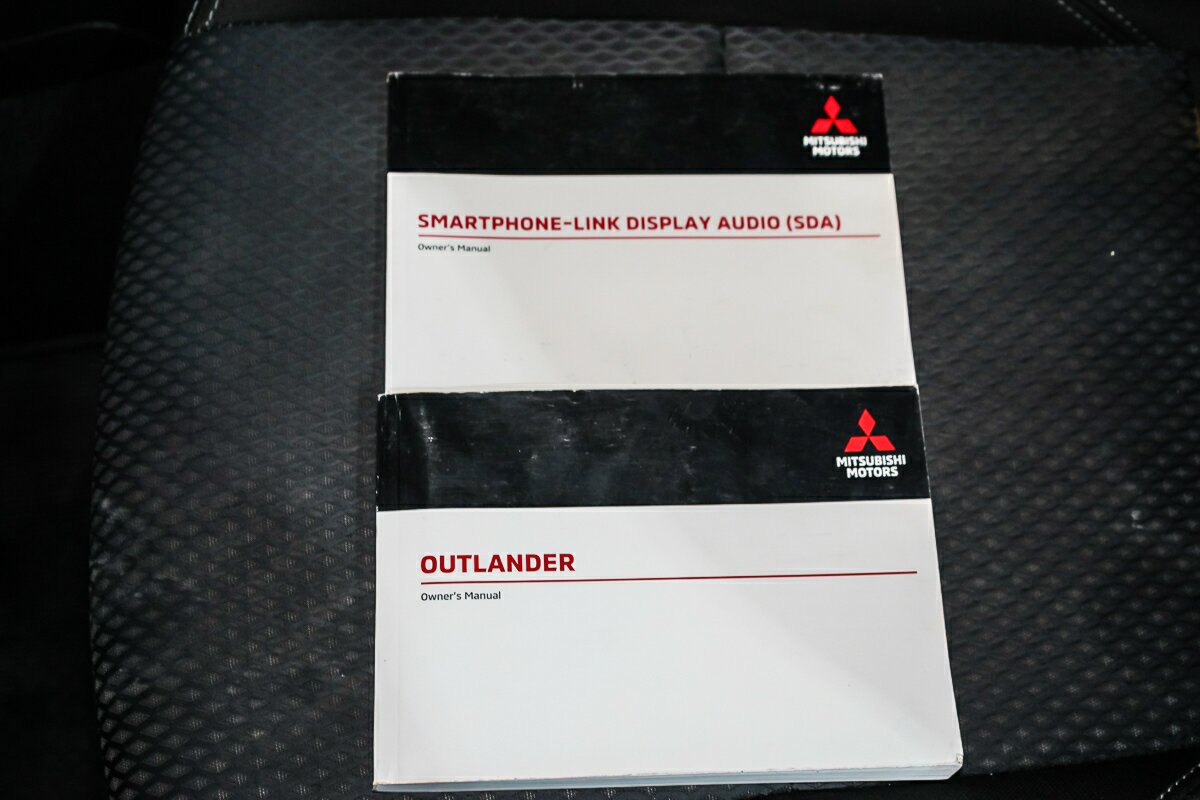 MITSUBISHI
MOTORS
SMARTPHONE-LINK DISPLAY AUDIO (SDA)
Owner's Manual
MITSUBISHI
MOTORS
OUTLANDER
Owner's Manual